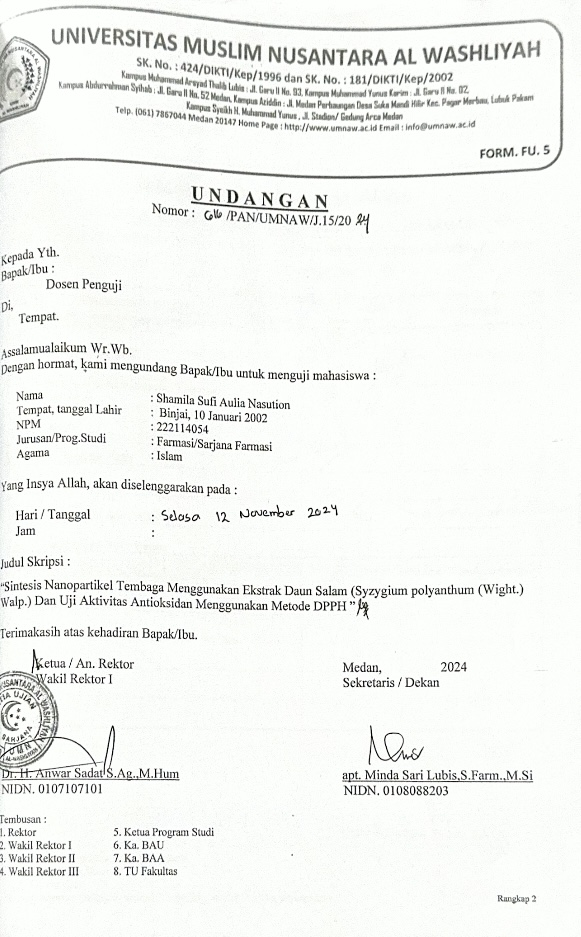 UNIVERSITAS MUSLIM NUSANTARA AL WASHLIYAH
SK. No. : 424/DIKTI/Kep/1996 dan SK. No. : 181/DIKTI/Kep/2002
Kampus Muhammad Arsyad Thalib Lubis : Jl. Garu II No. 93, Kampus Muhammad Yunus Karim : Jl. Garu II No. 02,
Kampus Abdurrahman Syihab : Jl. Garu II No. 52 Medan, Kampus Aziddin : Jl. Medan Perbaungan Desa Suka Mandi Hilir Kec. Pagar Merbau, Lubuk Pakam
Kampus Syeikh H. Muhammad Yunus , Jl. Stadion/ Gedung Arca Medan
Telp. (061) 7867044 Medan 20147 Home Page : http://www.umnaw.ac.id Email : info@umnaw.ac.id
FORM. FU. 5
UNDANGAN
Nomor : /PAN/UMNAW/J.15/20 24
Kepada Yth.
Bapak/Ibu :
Dosen Penguji
Di,
Tempat.
Assalamualaikum Wr.Wb.
Dengan hormat, kami mengundang Bapak/Ibu untuk menguji mahasiswa :
Nama : Shamila Sufi Aulia Nasution
Tempat, tanggal Lahir : Binjai, 10 Januari 2002
NPM : 222114054
Jurusan/Prog.Studi : Farmasi/Sarjana Farmasi
Agama : Islam
Yang Insya Allah, akan diselenggarakan pada :
Hari / Tanggal : Selasa 12 November 2024
Jam :
Judul Skripsi :
"Sintesis Nanopartikel Tembaga Menggunakan Ekstrak Daun Salam (Syzygium polyanthum (Wight.)
Walp.) Dan Uji Aktivitas Antioksidan Menggunakan Metode DPPH "
Terimakasih atas kehadiran Bapak/Ibu.
Ketua / An. Rektor
Wakil Rektor I
Medan, 2024
Sekretaris / Dekan
Dr. H. Anwar Sadat S.Ag.,M.Hum
NIDN. 0107107101
apt. Minda Sari Lubis,S.Farm.,M.Si
NIDN. 0108088203
Tembusan :
1. Rektor
2. Wakil Rektor I
3. Wakil Rektor II
4. Wakil Rektor III
5. Ketua Program Studi
6. Ka. BAU
7. Ka. BAA
8. TU Fakultas
Rangkap 2